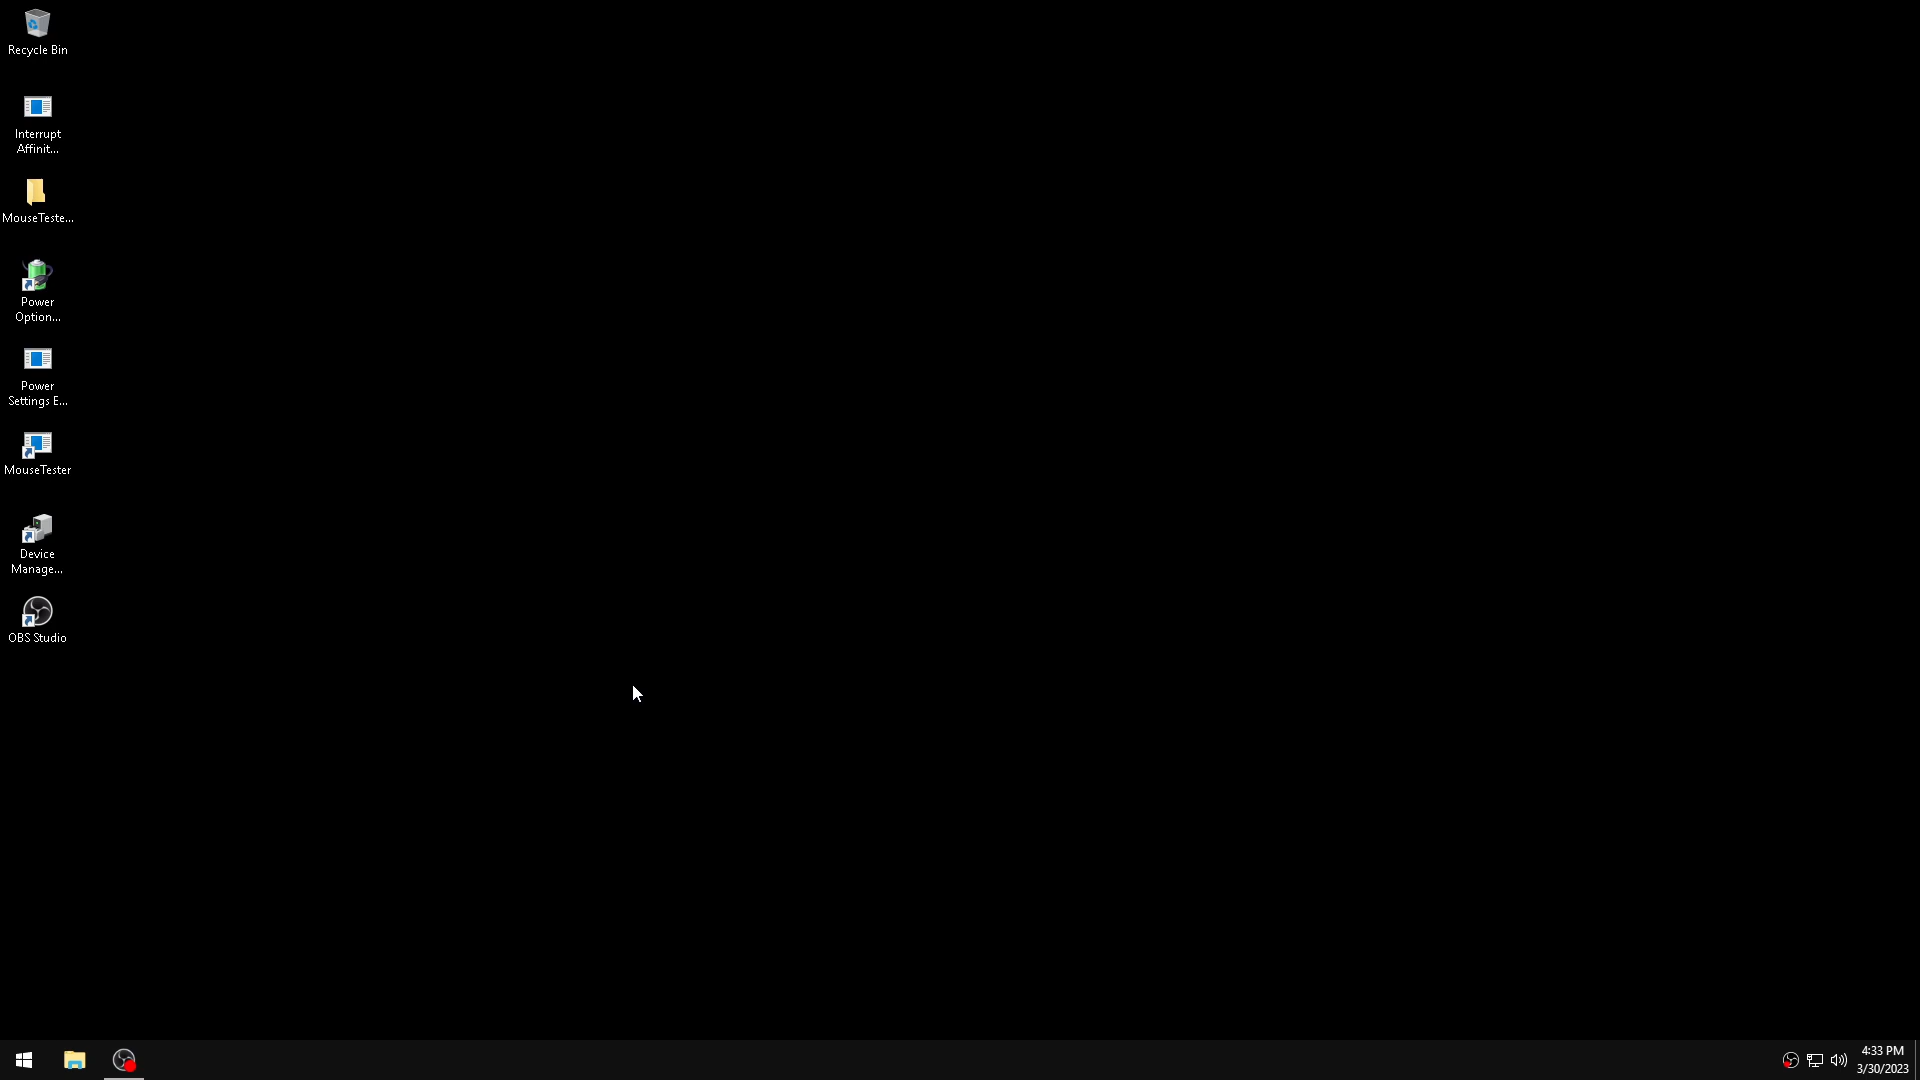 Recycle Bin
Interrupt
Affinit...
MouseTeste...
Power
Option...
Power
Settings E...
MouseTester
Device
Manage...
OBS Studio
4:33 PM
3/30/2023